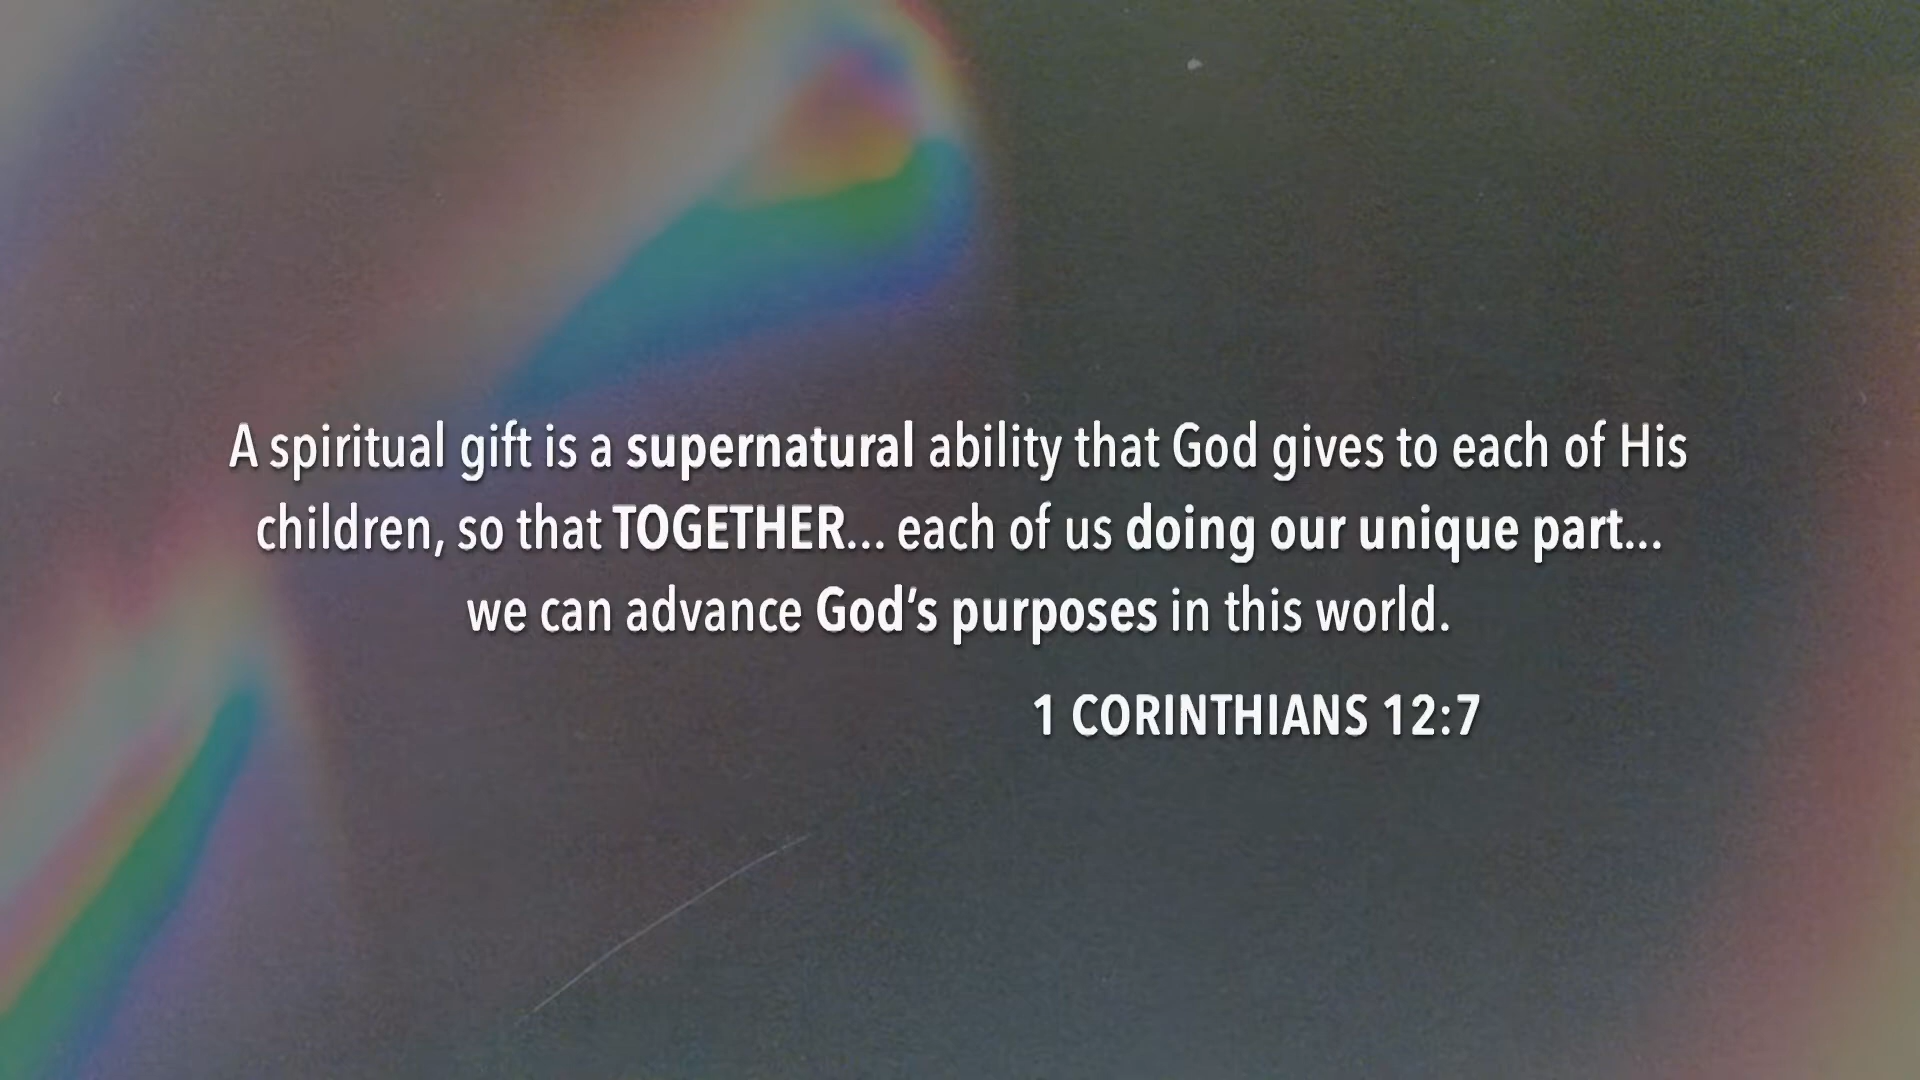 A spiritual gift is a supernatural ability that God gives to each of His
children, so that TOGETHER... each of us doing our unique part...
we can advance God’s purposes in this world.
1 CORINTHIANS 12:7